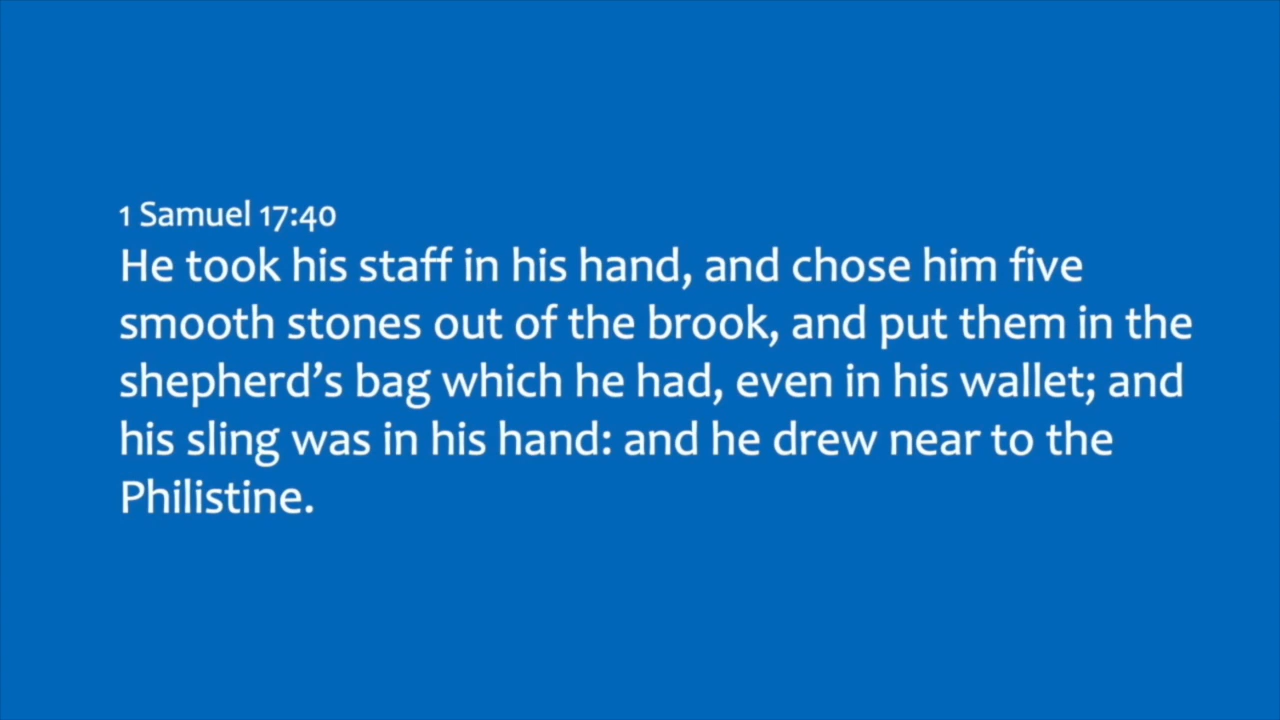 1 Samuel 17:40
He took his staff in his hand, and chose him five
smooth stones out of the brook, and put them in the
shepherd’s bag which he had, even in his wallet; and
his sling was in his hand: and he drew near to the
Philistine.